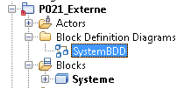 P021_Externe
Actors
Block Definition Diagrams
SystemBDD
Blocks
Systeme